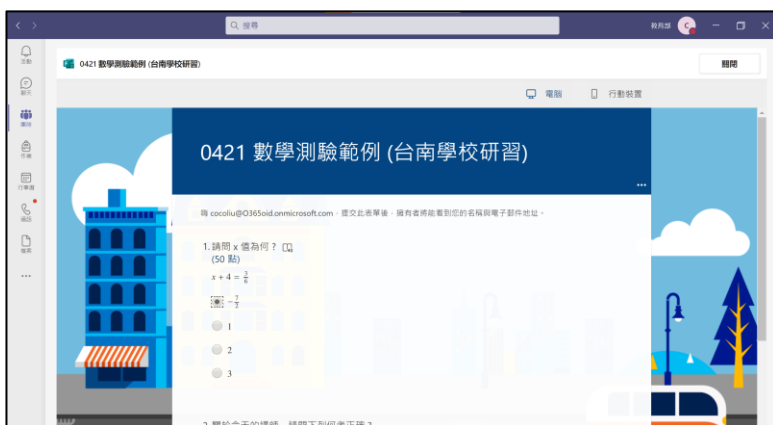 搜尋
教育部
C
活動
聊天
團隊
作業
行事曆
通話
檔案
0421 數學測驗範例 (台南學校研習)
關閉
電腦
行動裝置
0421 數學測驗範例 (台南學校研習)
嗨 cocoliu@O365oid.onmicrosoft.com，提交此表單後，擁有者將能看到您的名稱與電子郵件地址。
1. 請問 x 值為何？
(50 點)
x + 4 = 3/6
-7/2
1
2
3